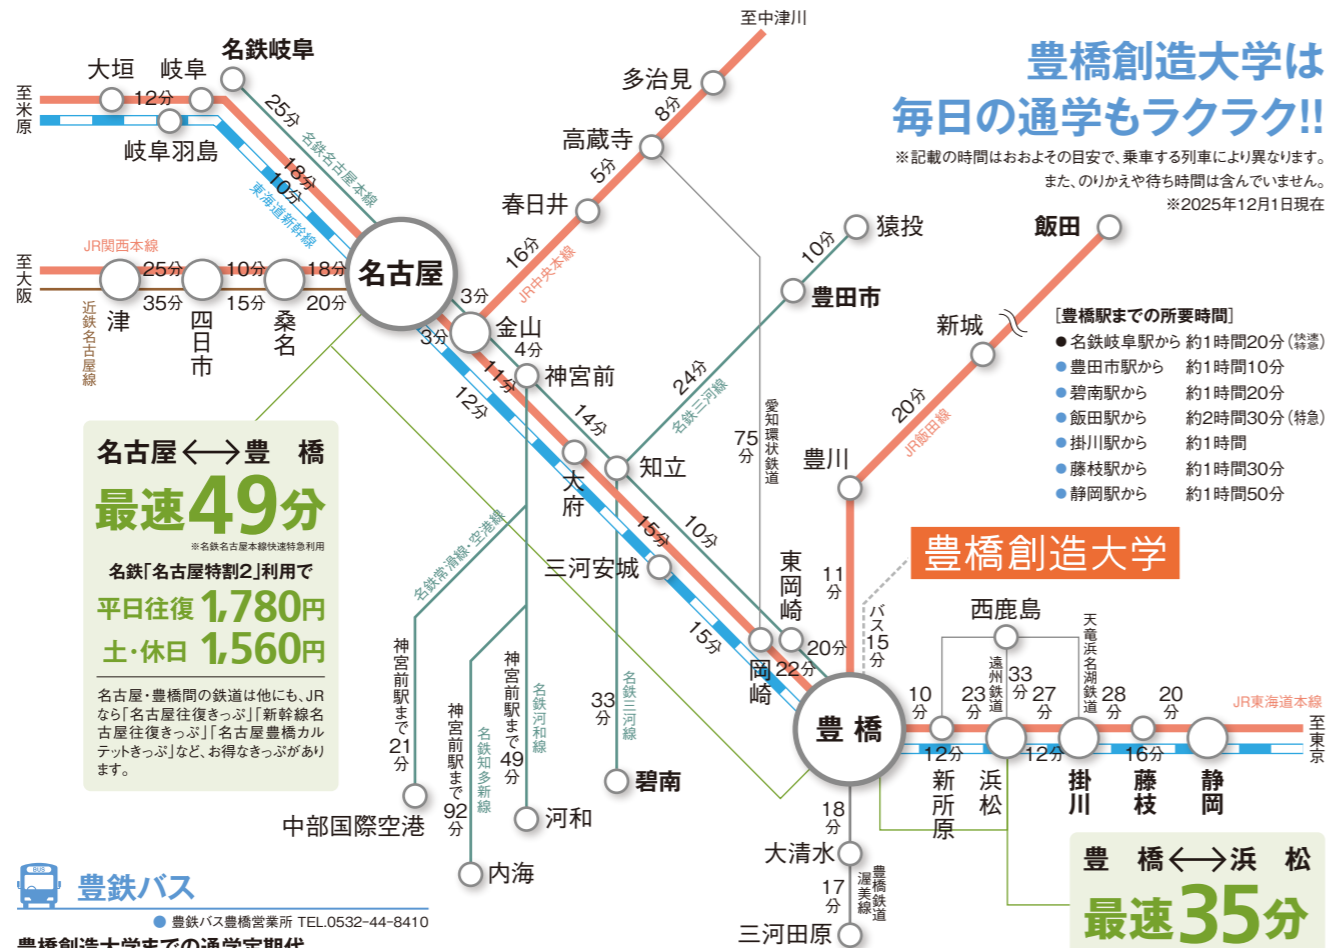 豊橋創造大学は
毎日の通学もラクラク!!
※記載の時間はおおよその目安で、乗車する列車により異なります。
また、のりかえや待ち時間は含んでいません。
※2025年12月1日現在
至中津川
多治見
8分
高蔵寺
5分
春日井
16分
JR中央本線
名鉄岐阜
大垣
岐阜
至米原
12分
岐阜羽島
25分
名鉄名古屋本線
18分
10分
東海道新幹線
JR関西本線
至大阪
25分
10分
18分
35分
15分
20分
近鉄名古屋線
津
四日市
桑名
名古屋
3分
3分
金山
4分
神宮前
11分
12分
14分
大府
知立
猿投
10分
豊田市
24分
名鉄三河線
愛知環状鉄道
75分
飯田
新城
20分
JR飯田線
豊川
11分
[豊橋駅までの所要時間]
●名鉄岐阜駅から 約1時間20分(快速特急)
●豊田市駅から 約1時間10分
●碧南駅から 約1時間20分
●飯田駅から 約2時間30分(特急)
●掛川駅から 約1時間
●藤枝駅から 約1時間30分
●静岡駅から 約1時間50分
名古屋⟷豊 橋
最速49分
※名鉄名古屋本線快速特急利用
名鉄「名古屋特割2」利用で
平日往復 1,780円
土・休日 1,560円
名古屋・豊橋間の鉄道は他にも、JR
なら「名古屋往復きっぷ」「新幹線名
古屋往復きっぷ」「名古屋豊橋カル
テットきっぷ」など、お得なきっぷがあり
ます。
15分
10分
三河安城
15分
東岡崎
20分
岡崎
22分
名鉄常滑線・空港線
神宮前駅まで21分
中部国際空港
神宮前駅まで92分
名鉄知多新線
内海
神宮前駅まで49分
名鉄河和線
河和
33分
名鉄三河線
碧南
豊橋創造大学
バス15分
豊橋
西鹿島
遠州鉄道
33分
天竜浜名湖鉄道
10分
23分
27分
28分
20分
JR東海道本線
至東京
12分
12分
16分
新所原
浜松
掛川
藤枝
静岡
18分
大清水
17分
豊橋鉄道
渥美線
三河田原
豊 橋⟷浜 松
最速35分
BUS
豊鉄バス
●豊鉄バス豊橋営業所 TEL.0532-44-8410
豊橋創造大学までの通学定期代